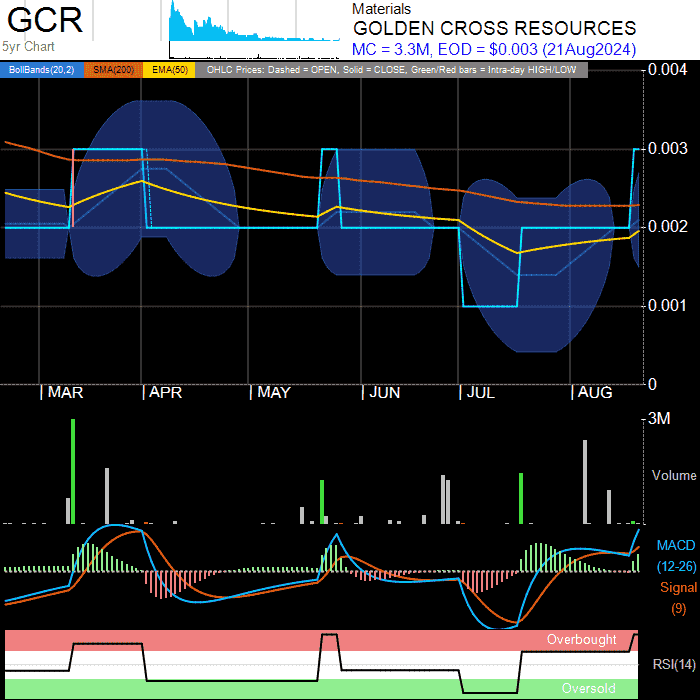 GCR
5yr Chart
Materials
GOLDEN CROSS RESOURCES
MC = 3.3M, EOD = $0.003 (21Aug2024)
BollBands(20,2) SMA(200) EMA(50) OHLC Prices: Dashed = OPEN, Solid = CLOSE, Green/Red bars = Intra-day HIGH/LOW
0.004
0.003
0.002
0.001
0
MAR APR MAY JUN JUL AUG
3M
Volume
MACD
(12-26)
Signal
(9)
Overbought
RSI(14)
Oversold